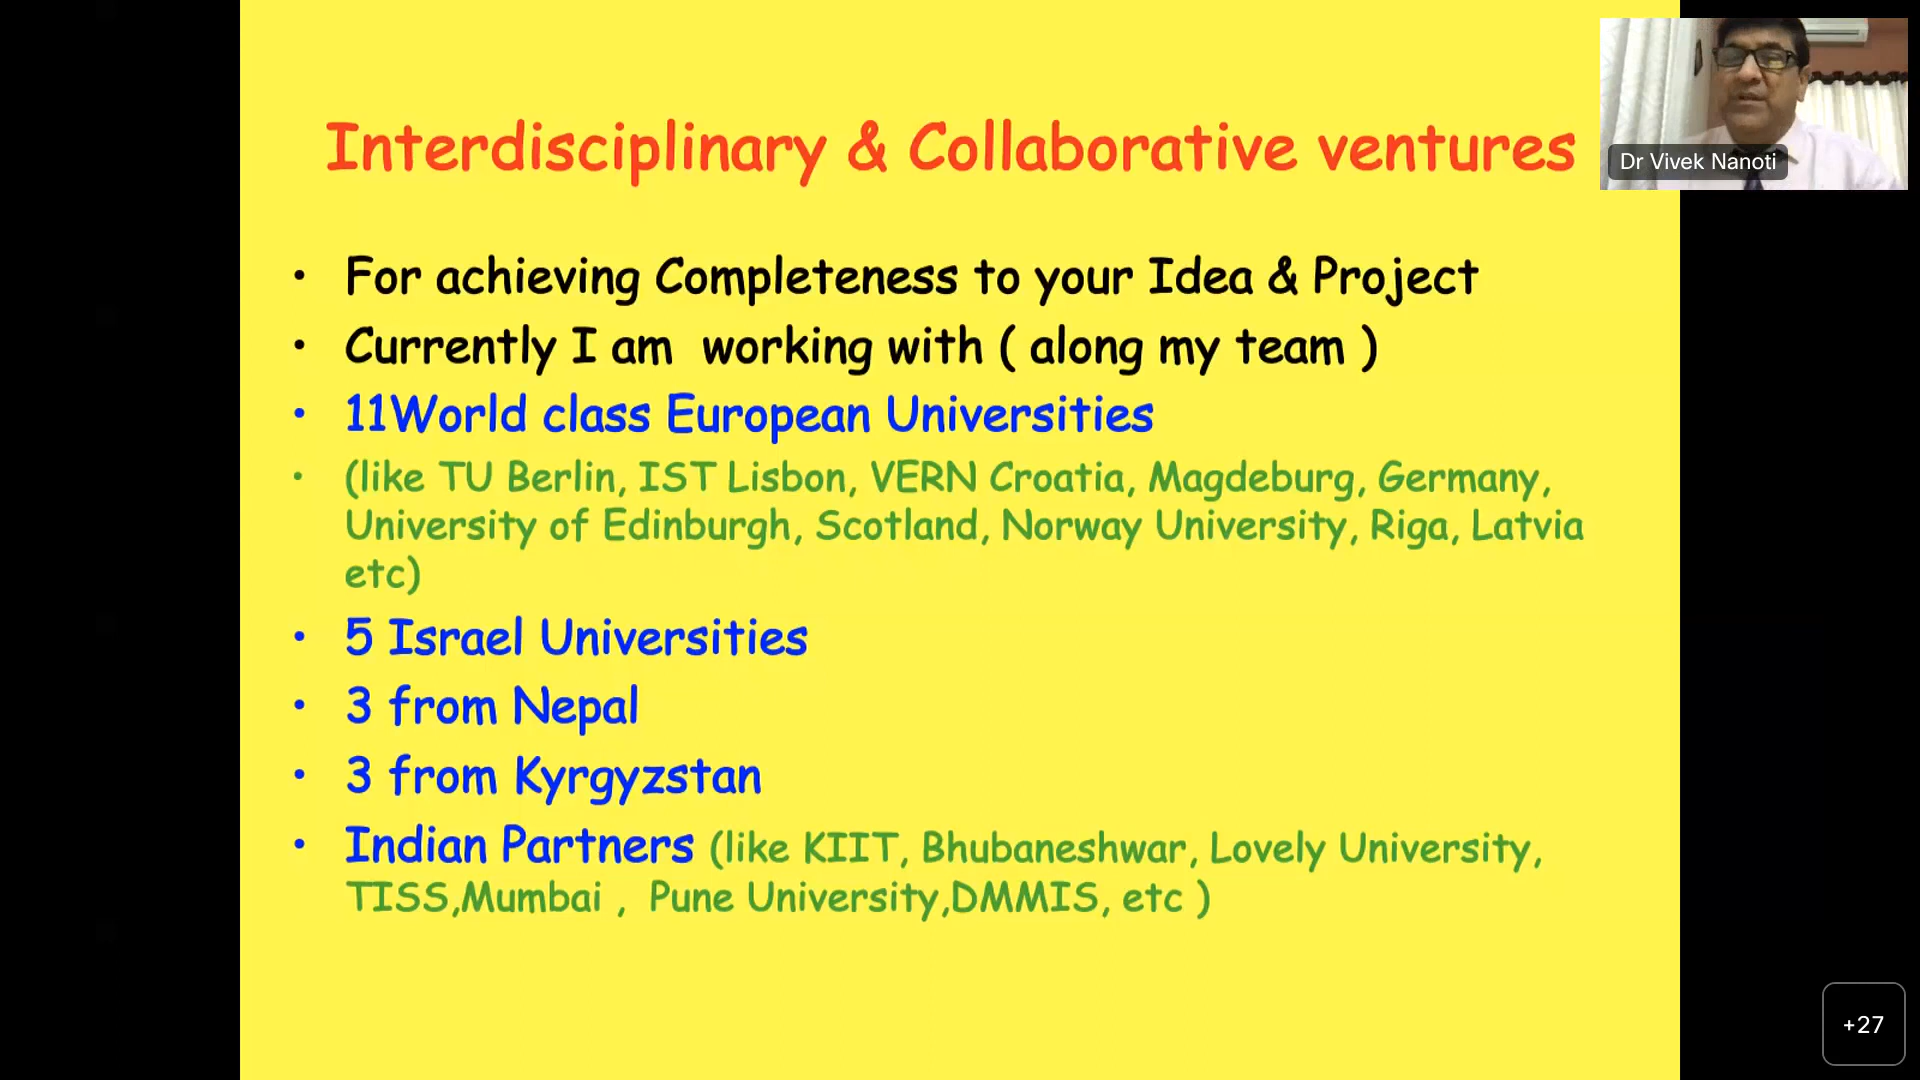 Interdisciplinary & Collaborative ventures
Dr Vivek Nanoti
• For achieving Completeness to your Idea & Project
• Currently I am working with ( along my team )
• 11World class European Universities
• (like TU Berlin, IST Lisbon, VERN Croatia, Magdeburg, Germany,
University of Edinburgh, Scotland, Norway University, Riga, Latvia
etc)
• 5 Israel Universities
• 3 from Nepal
• 3 from Kyrgyzstan
• Indian Partners (like KIIT, Bhubaneshwar, Lovely University,
TISS,Mumbai , Pune University,DMMIS, etc )
+27